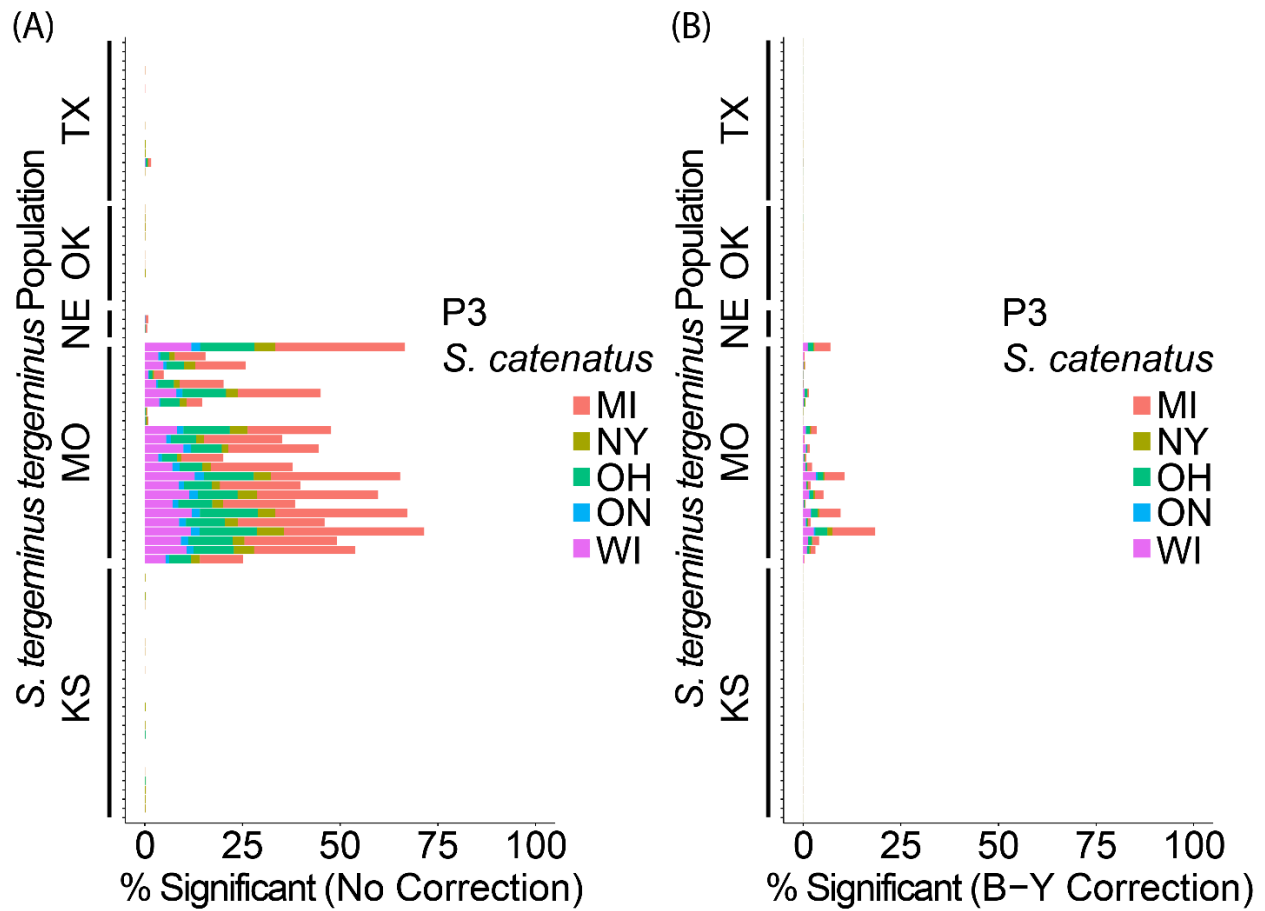 (A)
S. tergeminus tergeminus Population
TX
OK
NE
MO
KS
P3
S. catenatus
MI
NY
OH
ON
WI
0 25 50 75 100
% Significant (No Correction)
(B)
S. tergeminus tergeminus Population
TX
OK
NE
MO
KS
P3
S. catenatus
MI
NY
OH
ON
WI
0 25 50 75 100
% Significant (B−Y Correction)